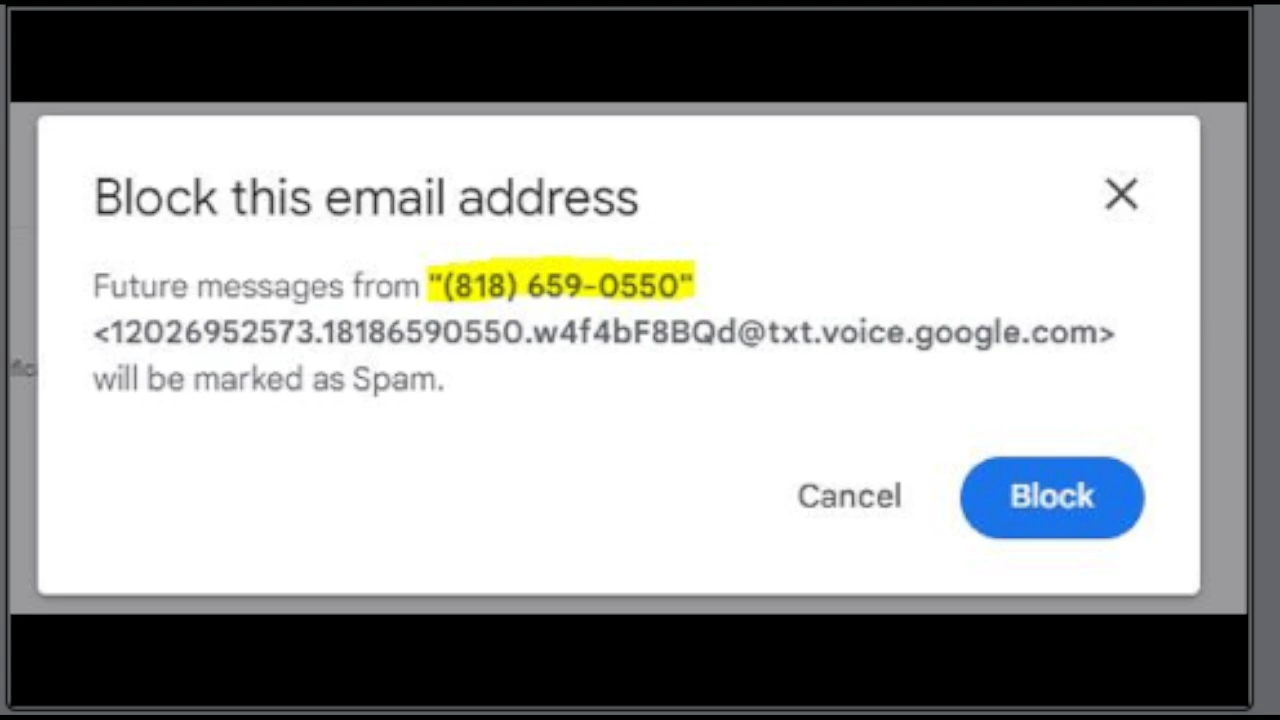 Block this email address
Future messages from "(818) 659-0550"
<12026952573.18186590550.w4f4bF8BQd@txt.voice.google.com>
will be marked as Spam.
Cancel
Block